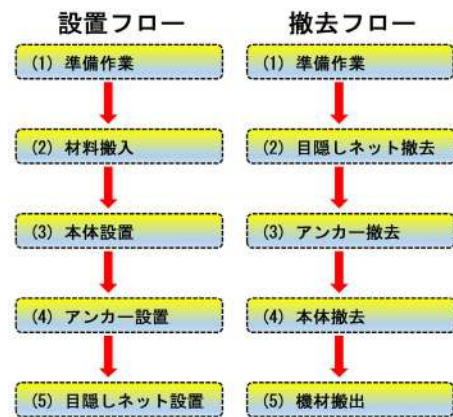 設置フロー
(1) 準備作業
(2) 材料搬入
(3) 本体設置
(4) アンカー設置
(5) 目隠しネット設置
撤去フロー
(1) 準備作業
(2) 目隠しネット撤去
(3) アンカー撤去
(4) 本体撤去
(5) 機材搬出